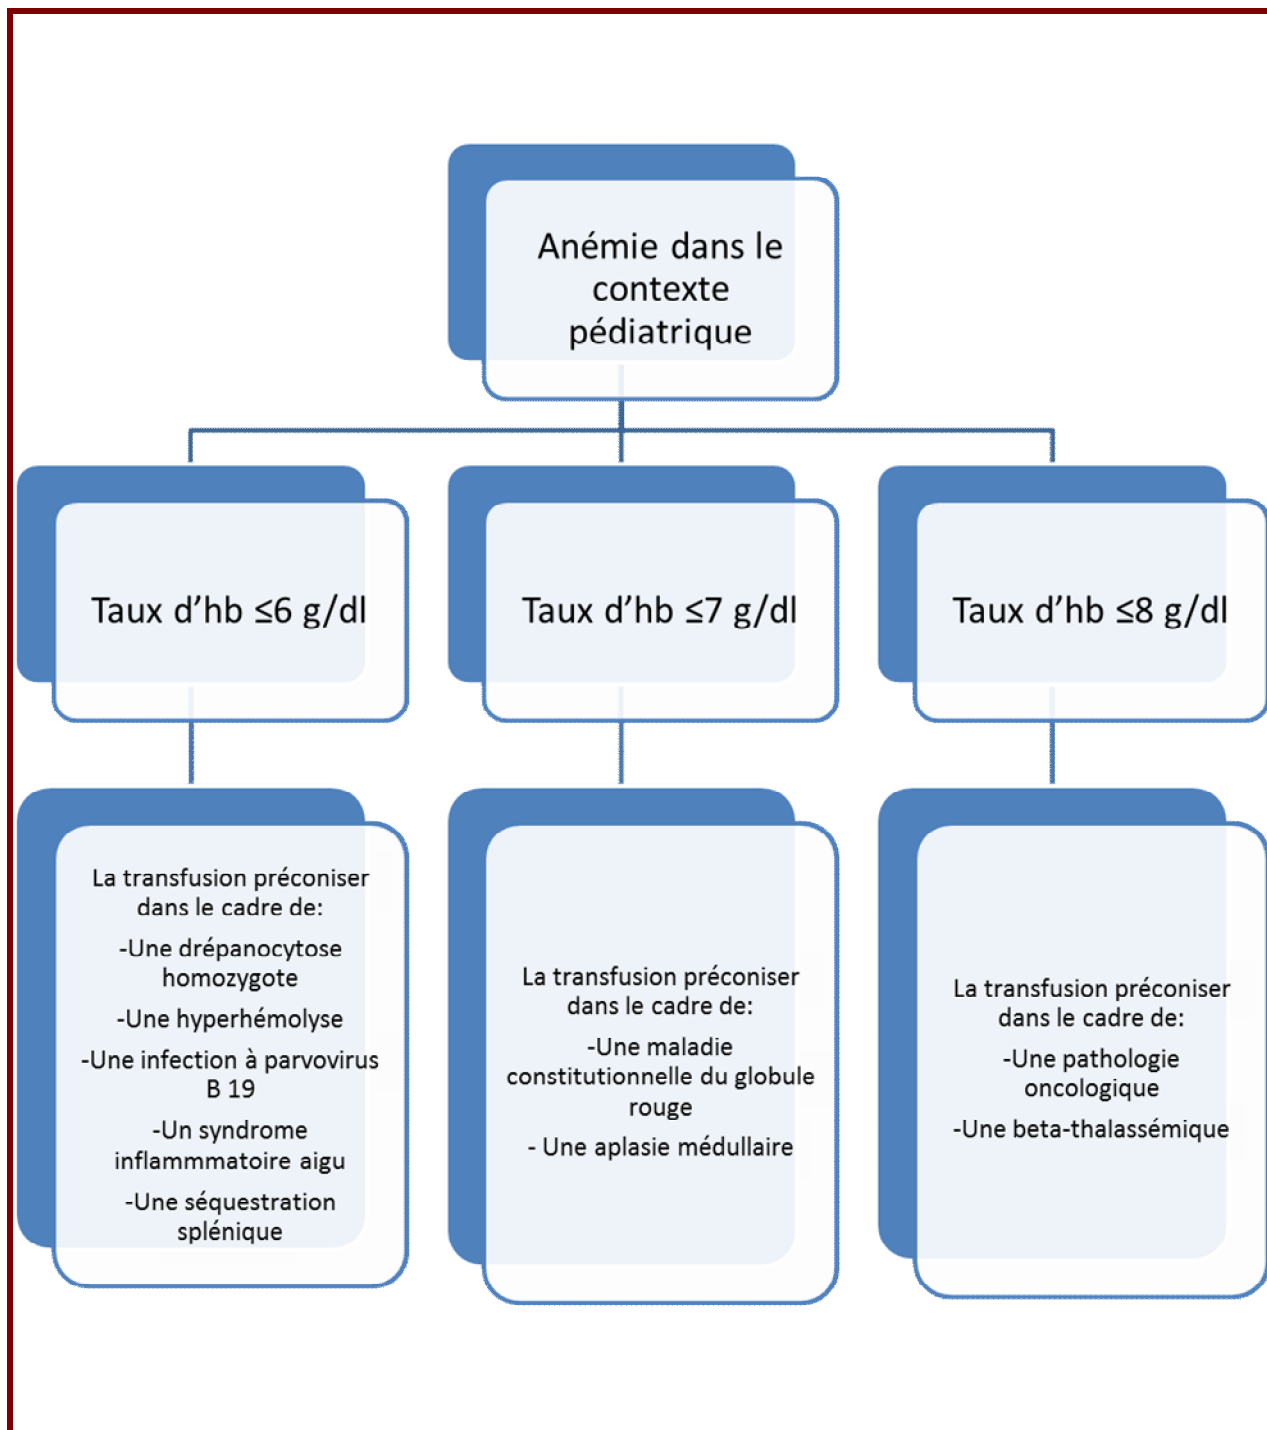 Anémie dans le
contexte
pédiatrique
Taux d’hb ≤6 g/dl
Taux d’hb ≤7 g/dl
Taux d’hb ≤8 g/dl
La transfusion préconiser
dans le cadre de:
-Une drépanocytose
homozygote
-Une hyperhémolyse
-Une infection à parvovirus
B 19
-Un syndrome
inflammmatoire aigu
-Une séquestration
splénique
La transfusion préconiser
dans le cadre de:
-Une maladie
constitutionnelle du globule
rouge
- Une aplasie médullaire
La transfusion préconiser
dans le cadre de:
-Une pathologie
oncologique
-Une beta-thalassémique